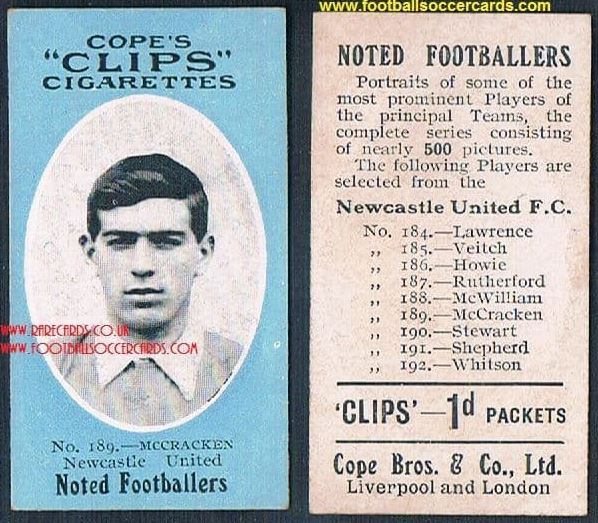 COPE'S
"CLIPS"
CIGARETTES
WWW.RARECARDS.CO.UK
WWW.FOOTBALLSOCCERCARDS.COM
No. 189.—MCCRACKEN
Newcastle United
Noted Footballers
www.footballsoccercards.com
NOTED FOOTBALLERS
Portraits of some of the
most prominent Players of
the principal Teams, the
complete series consisting
of nearly 500 pictures.
The following Players are
selected from the
Newcastle United F.C.
No. 184.—Lawrence
,, 185.—Veitch
,, 186.—Howie
,, 187.—Rutherford
,, 188.—McWilliam
,, 189.—McCracken
,, 190.—Stewart
,, 191.—Shepherd
,, 192.—Whitson
'CLIPS'—1d PACKETS
Cope Bros. & Co., Ltd.
Liverpool and London